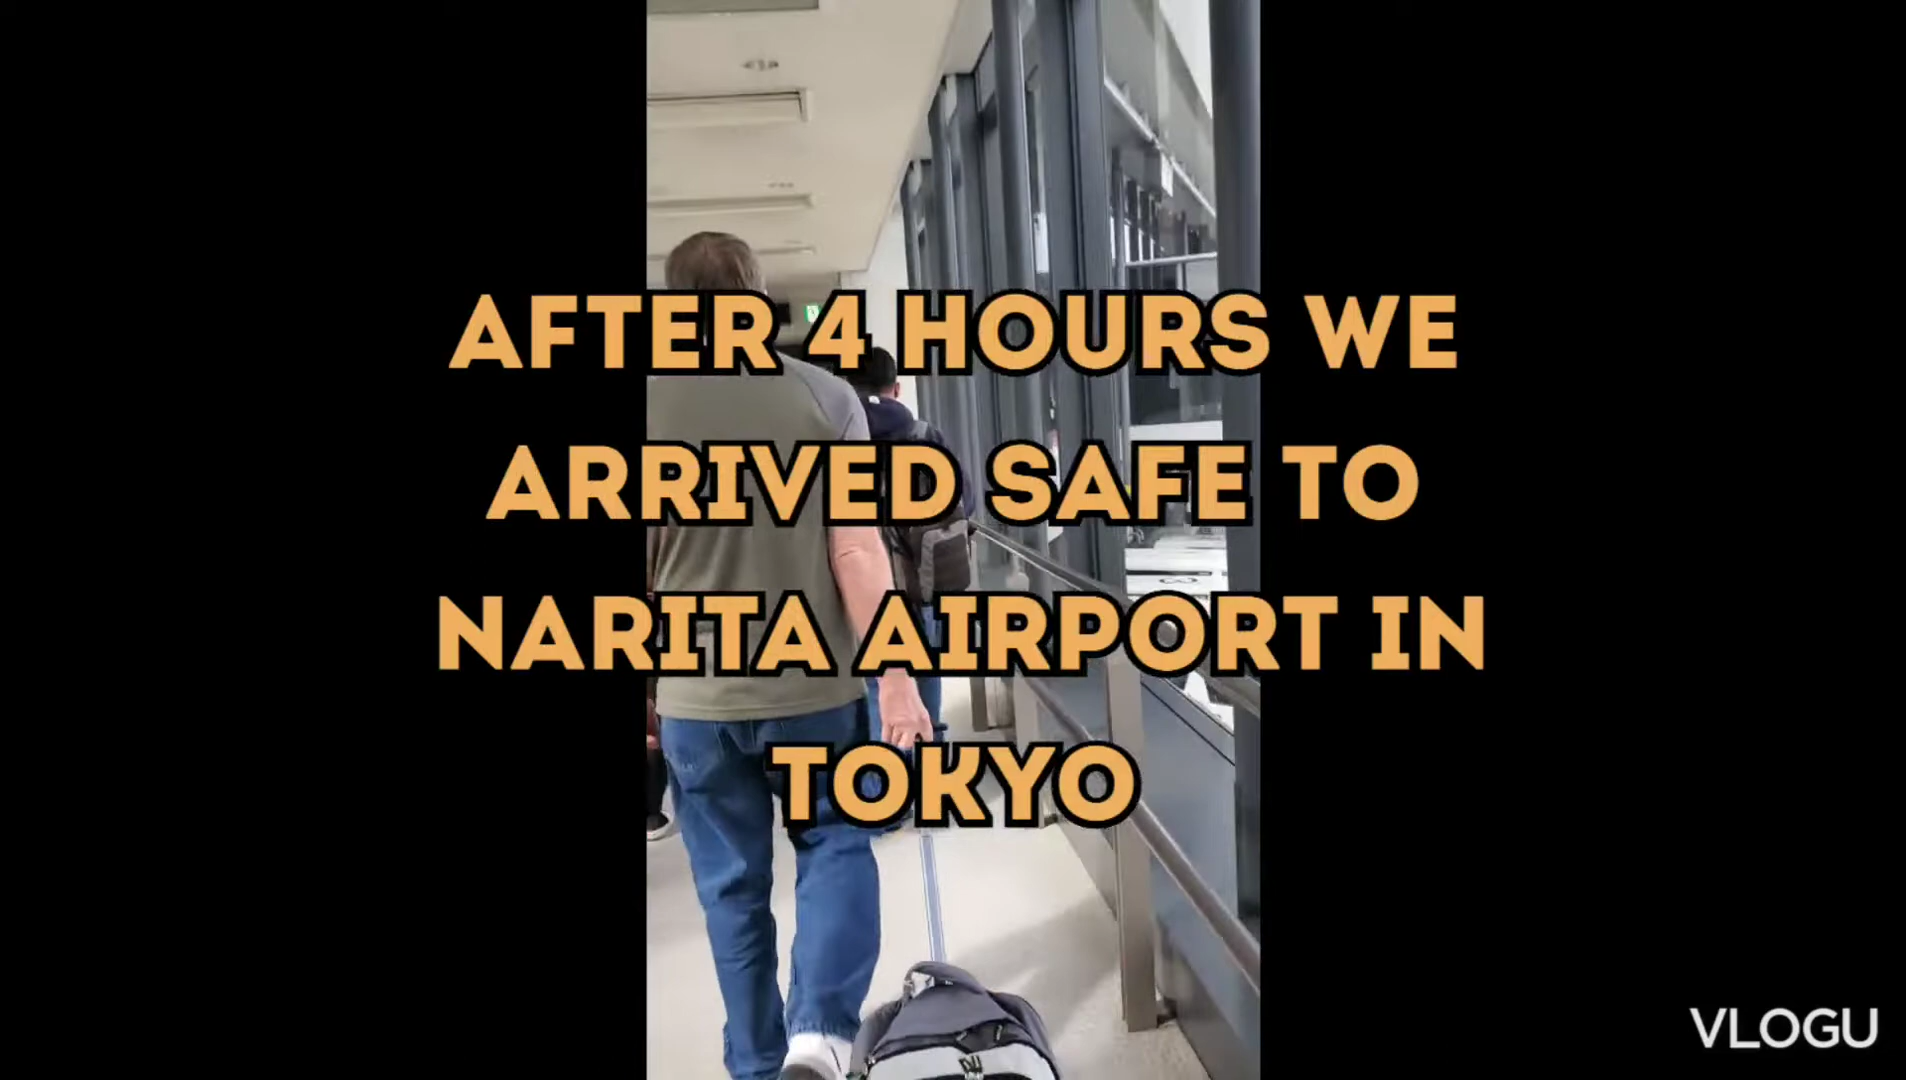 AFTER 4 HOURS WE
ARRIVED SAFE TO
NARITA AIRPORT IN
TOKYO
VLOGU